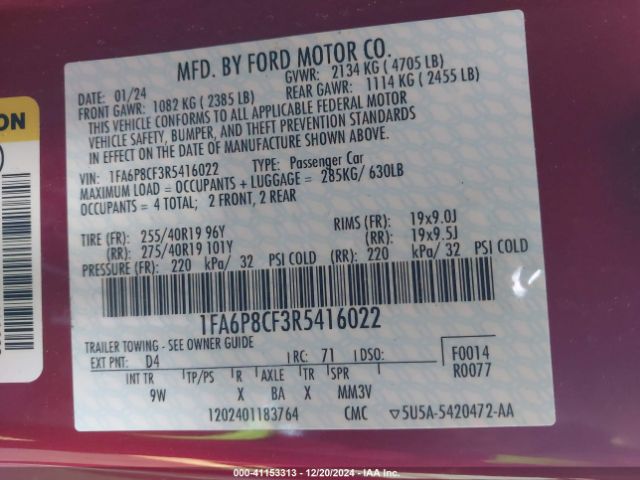 MFD. BY FORD MOTOR CO.
DATE: 01/24 GVWR: 2134 KG ( 4705 LB)
FRONT GAWR: 1082 KG ( 2385 LB) REAR GAWR: 1114 KG ( 2455 LB)
THIS VEHICLE CONFORMS TO ALL APPLICABLE FEDERAL MOTOR
VEHICLE SAFETY, BUMPER, AND THEFT PREVENTION STANDARDS
IN EFFECT ON THE DATE OF MANUFACTURE SHOWN ABOVE.
VIN: 1FA6P8CF3R5416022 TYPE: Passenger Car
MAXIMUM LOAD = OCCUPANTS + LUGGAGE = 285KG/ 630LB
OCCUPANTS = 4 TOTAL; 2 FRONT, 2 REAR
TIRE (FR): 255/40R19 96Y RIMS (FR): 19x9.0J
(RR): 275/40R19 101Y (RR): 19x9.5J
PRESSURE (FR): 220 kPa/ 32 PSI COLD (RR): 220 kPa/ 32 PSI COLD
1FA6P8CF3R5416022
TRAILER TOWING - SEE OWNER GUIDE
EXT PNT: D4 RC: 71 DSO: F0014
INT TR TP/PS R AXLE TR SPR R0077
9W X BA X MM3V
1202401183764 CMC ▽5U5A-5420472-AA
ON
000-41153313 - 12/20/2024 - IAA Inc.